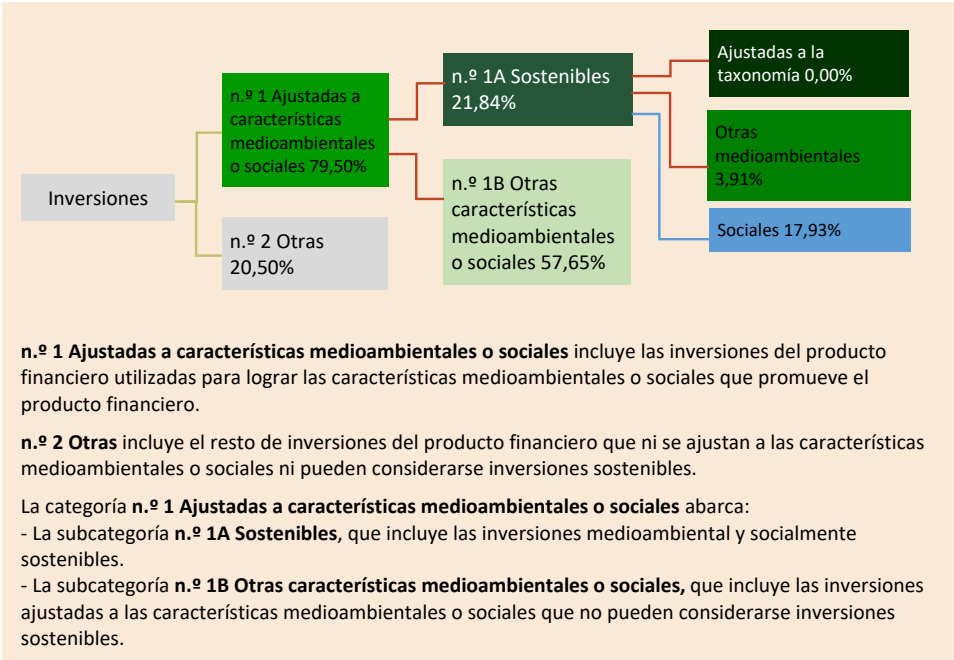 Inversiones
n.º 1 Ajustadas a
características
medioambientales
o sociales 79,50%
n.º 2 Otras
20,50%
n.º 1A Sostenibles
21,84%
n.º 1B Otras
características
medioambientales
o sociales 57,65%
Ajustadas a la
taxonomía 0,00%
Otras
medioambientales
3,91%
Sociales 17,93%
n.º 1 Ajustadas a características medioambientales o sociales incluye las inversiones del producto
financiero utilizadas para lograr las características medioambientales o sociales que promueve el
producto financiero.
n.º 2 Otras incluye el resto de inversiones del producto financiero que ni se ajustan a las características
medioambientales o sociales ni pueden considerarse inversiones sostenibles.
La categoría n.º 1 Ajustadas a características medioambientales o sociales abarca:
- La subcategoría n.º 1A Sostenibles, que incluye las inversiones medioambiental y socialmente
sostenibles.
- La subcategoría n.º 1B Otras características medioambientales o sociales, que incluye las inversiones
ajustadas a las características medioambientales o sociales que no pueden considerarse inversiones
sostenibles.